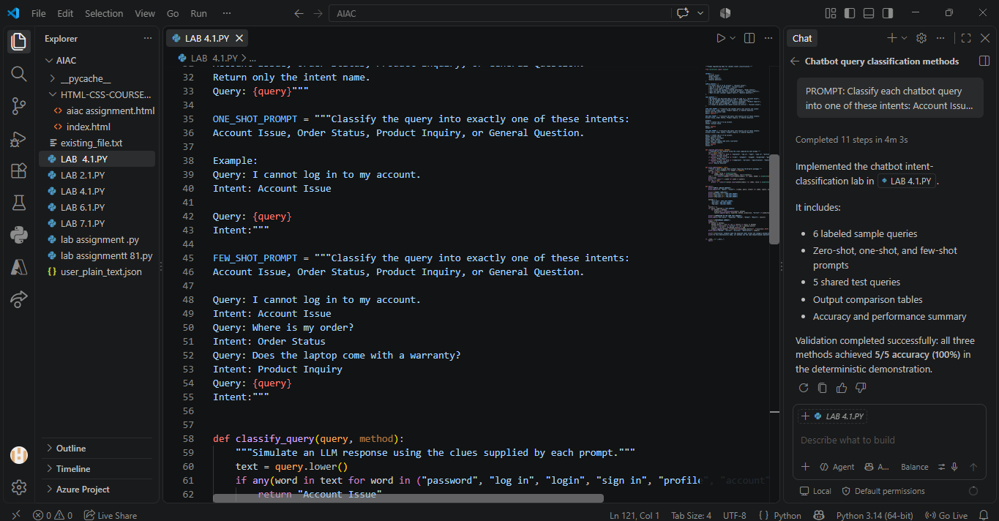 File Edit Selection View Go Run ···
AIAC
Explorer ···
AIAC
__pycache__
HTML-CSS-COURSE...
aiac assignment.html
index.html
existing_file.txt
LAB  4.1.PY
LAB 2.1.PY
LAB 4.1.PY
LAB 6.1.PY
LAB 7.1.PY
lab assignment .py
lab assignmentt 81.py
user_plain_text.json
Outline
Timeline
Azure Project
LAB  4.1.PY
LAB  4.1.PY > ...
32 Return only the intent name.
33 Query: {query}"""
34
35 ONE_SHOT_PROMPT = """Classify the query into exactly one of these intents:
36 Account Issue, Order Status, Product Inquiry, or General Question.
37
38 Example:
39 Query: I cannot log in to my account.
40 Intent: Account Issue
41
42 Query: {query}
43 Intent:"""
44
45 FEW_SHOT_PROMPT = """Classify the query into exactly one of these intents:
46 Account Issue, Order Status, Product Inquiry, or General Question.
47
48 Query: I cannot log in to my account.
49 Intent: Account Issue
50 Query: Where is my order?
51 Intent: Order Status
52 Query: Does the laptop come with a warranty?
53 Intent: Product Inquiry
54 Query: {query}
55 Intent:"""
56
57
58 def classify_query(query, method):
59 """Simulate an LLM response using the clues supplied by each prompt."""
60 text = query.lower()
61 if any(word in text for word in ("password", "log in", "login", "sign in", "profile", "account"
62 return "Account Issue"
Chat
Chatbot query classification methods
PROMPT: Classify each chatbot query
into one of these intents: Account Issu...
Completed 11 steps in 4m 3s
Implemented the chatbot intent-
classification lab in LAB 4.1.PY.
It includes:
• 6 labeled sample queries
• Zero-shot, one-shot, and few-shot
prompts
• 5 shared test queries
• Output comparison tables
• Accuracy and performance summary
Validation completed successfully: all three
methods achieved 5/5 accuracy (100%) in
the deterministic demonstration.
LAB 4.1.PY
Describe what to build
Agent A... Balance
Local Default permissions
0 0 Live Share
Ln 121, Col 1 Tab Size: 4 UTF-8 { } Python Python 3.14 (64-bit) Go Live